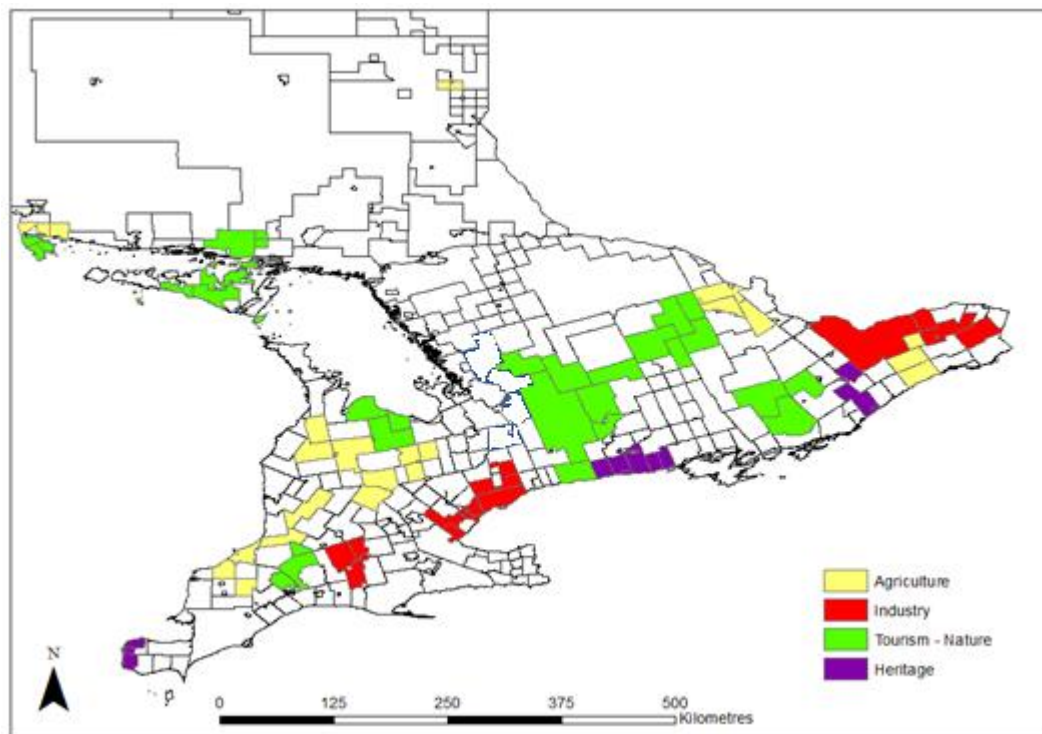 Agriculture
Industry
Tourism - Nature
Heritage
N
0 125 250 375 500
Kilometres